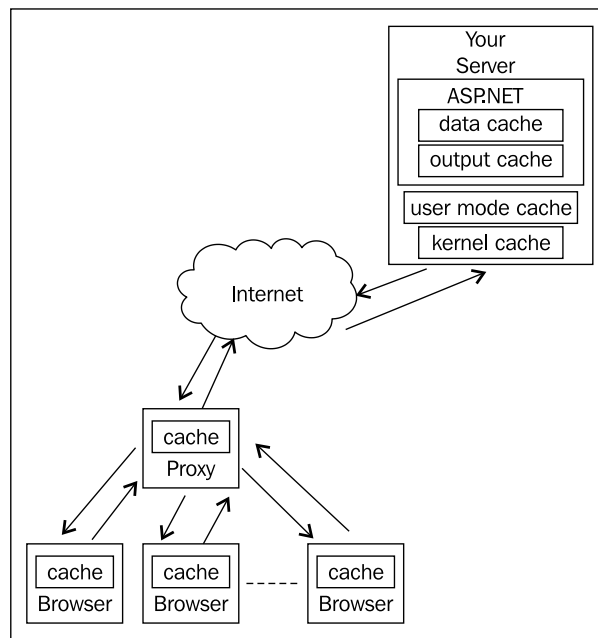 Your
Server
ASP.NET
data cache
output cache
user mode cache
kernel cache
Internet
cache
Proxy
cache
Browser
cache
Browser
cache
Browser